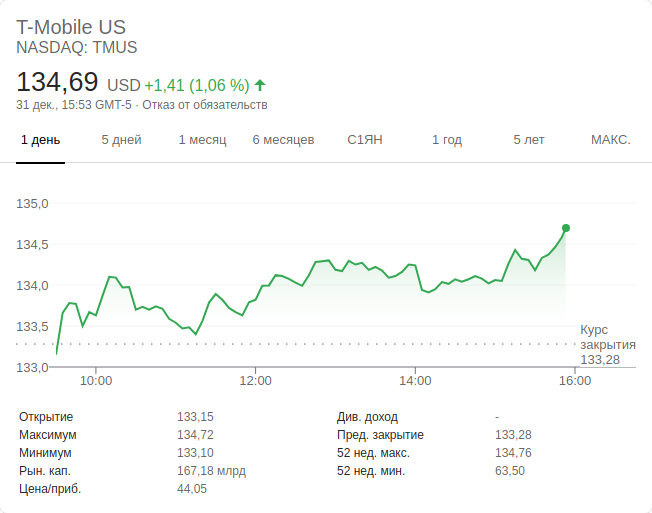 T-Mobile US
NASDAQ: TMUS
134,69 USD +1,41 (1,06 %)
31 дек., 15:53 GMT-5 · Отказ от обязательств
1 день 5 дней 1 месяц 6 месяцев С1ЯН 1 год 5 лет МАКС.
135,0
134,5
134,0
133,5
133,0
Курс
закрытия
133,28
10:00 12:00 14:00 16:00
Открытие 133,15 Див. доход -
Максимум 134,72 Пред. закрытие 133,28
Минимум 133,10 52 нед. макс. 134,76
Рын. кап. 167,18 млрд 52 нед. мин. 63,50
Цена/приб. 44,05